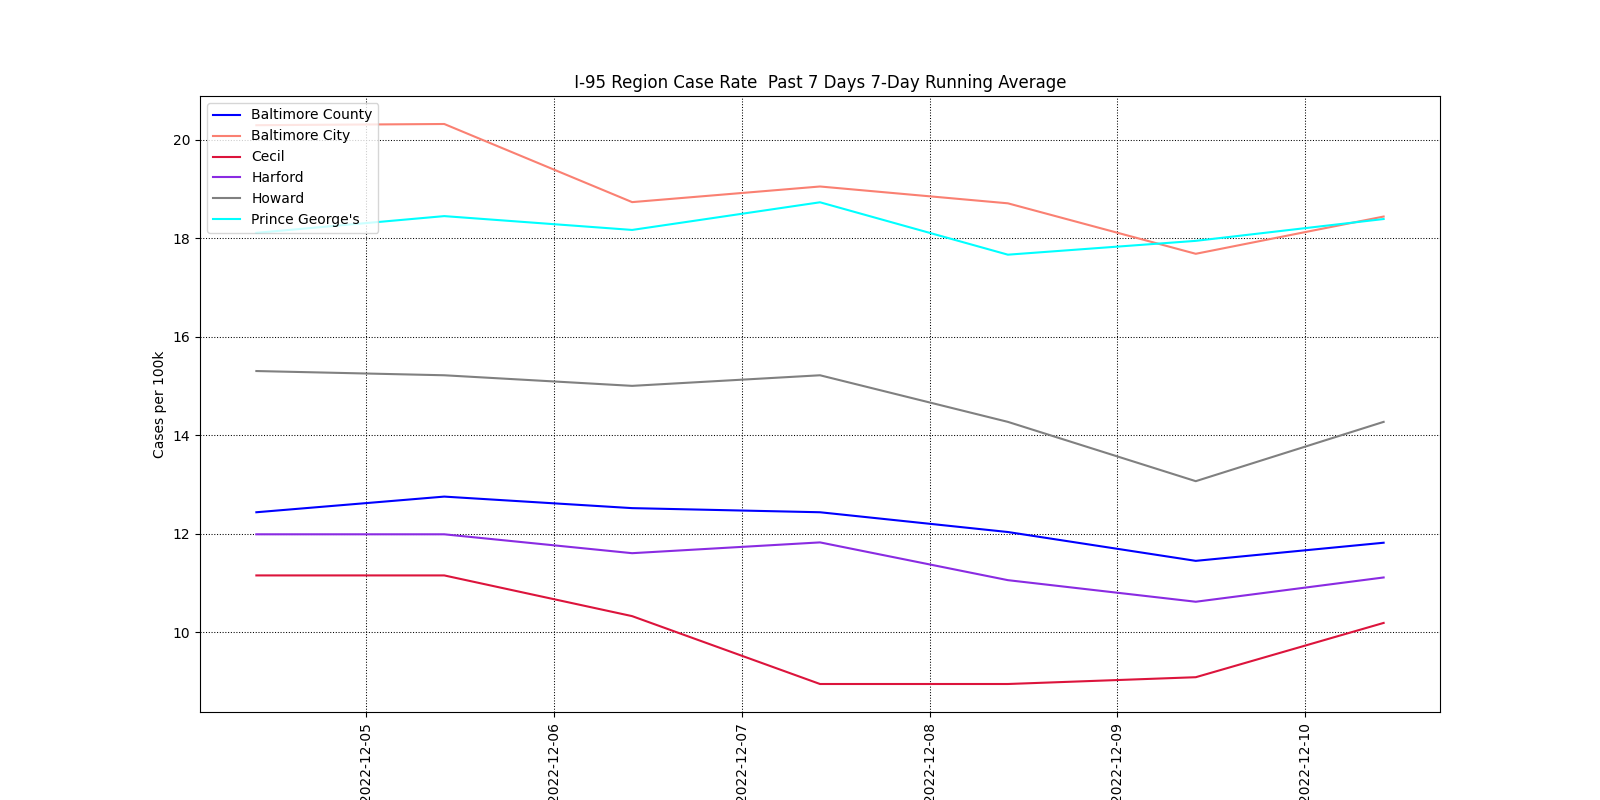 I-95 Region Case Rate  Past 7 Days 7-Day Running Average
Baltimore County
Baltimore City
Cecil
Harford
Howard
Prince George's
Cases per 100k
20
18
16
14
12
10
2022-12-05
2022-12-06
2022-12-07
2022-12-08
2022-12-09
2022-12-10